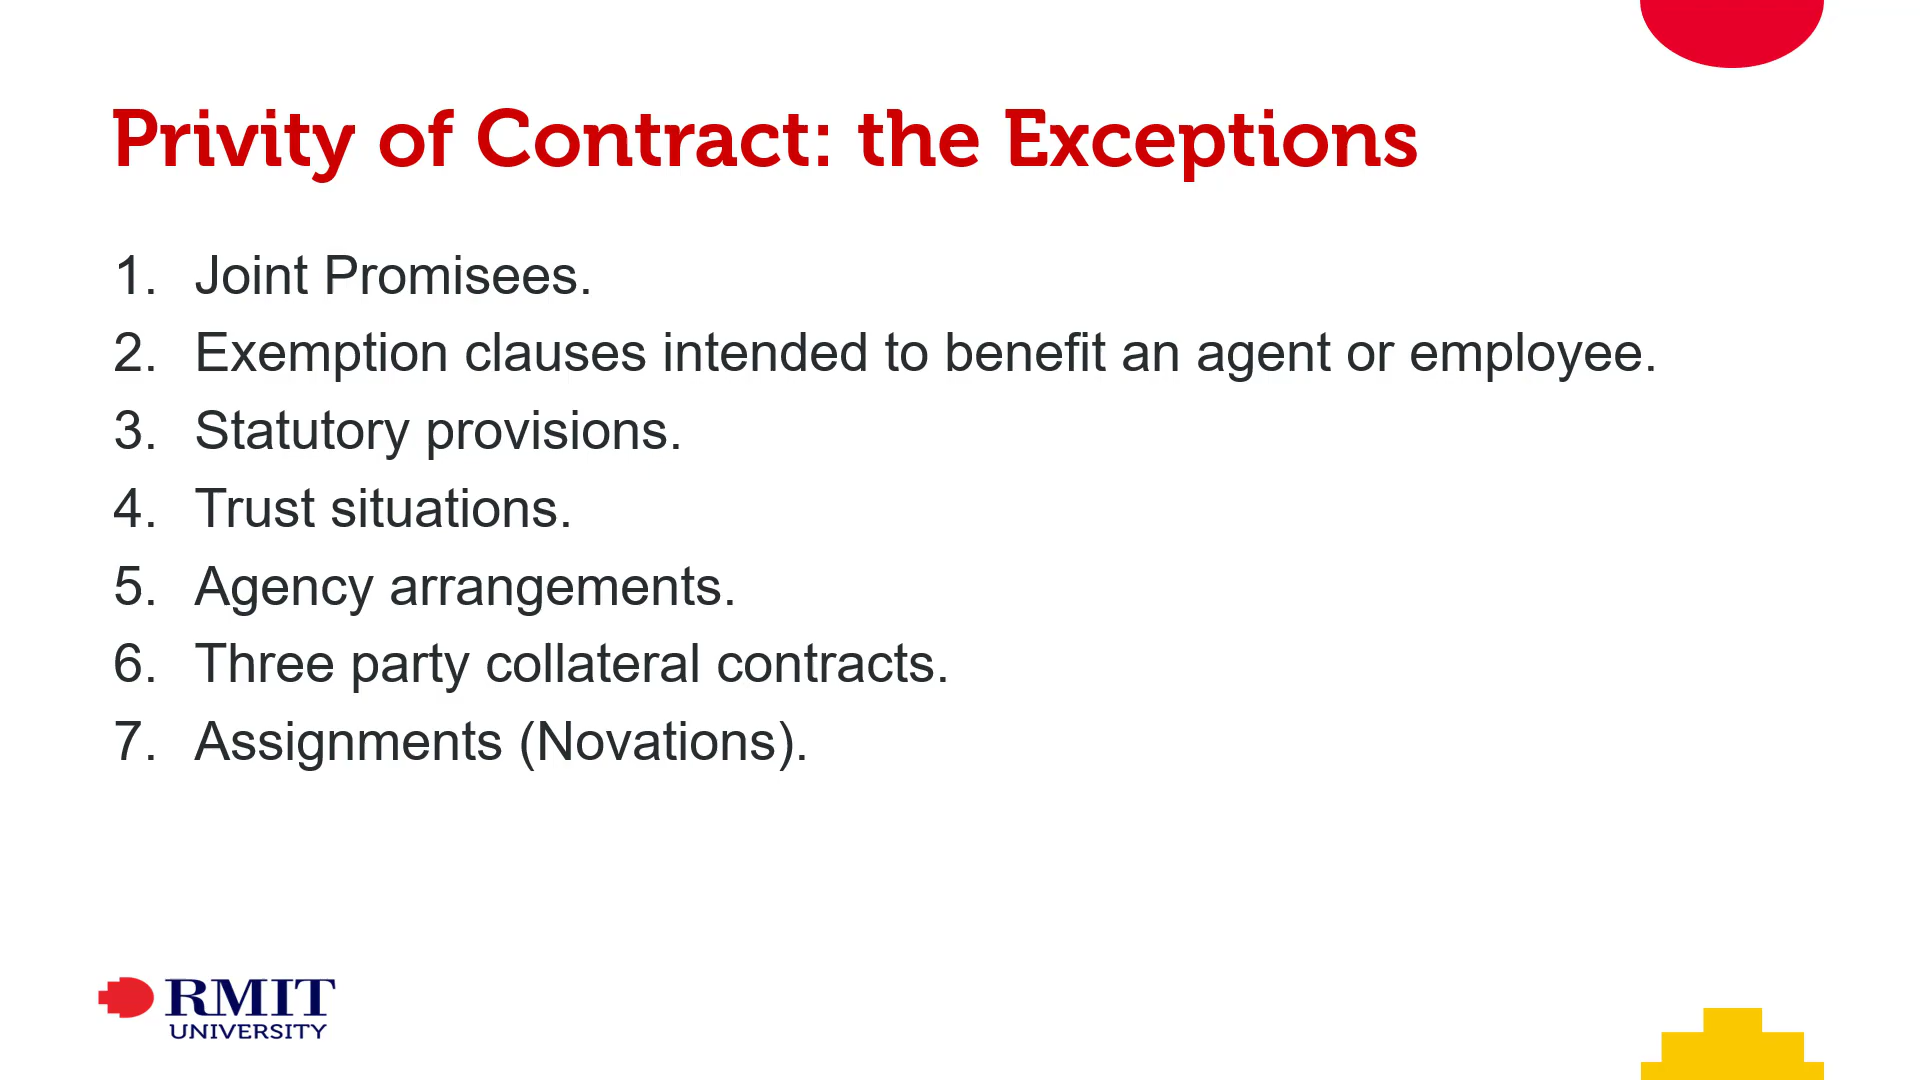 Privity of Contract: the Exceptions
1. Joint Promisees.
2. Exemption clauses intended to benefit an agent or employee.
3. Statutory provisions.
4. Trust situations.
5. Agency arrangements.
6. Three party collateral contracts.
7. Assignments (Novations).
RMIT
UNIVERSITY